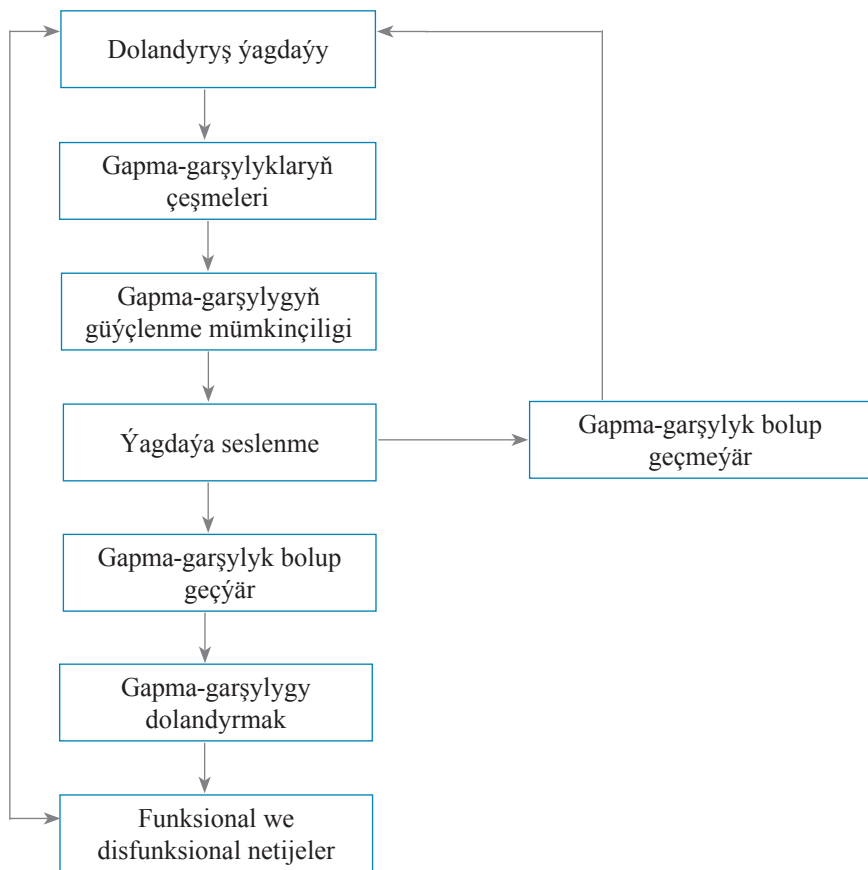 Dolandyryş ýagdaýy
Gapma-garşylyklaryň
çeşmeleri
Gapma-garşylygyň
güýçlenme mümkinçiligi
Ýagdaýa seslenme
Gapma-garşylyk bolup
geçmeýär
Gapma-garşylyk bolup
geçýär
Gapma-garşylygy
dolandyrmak
Funksional we
disfunksional netijeler